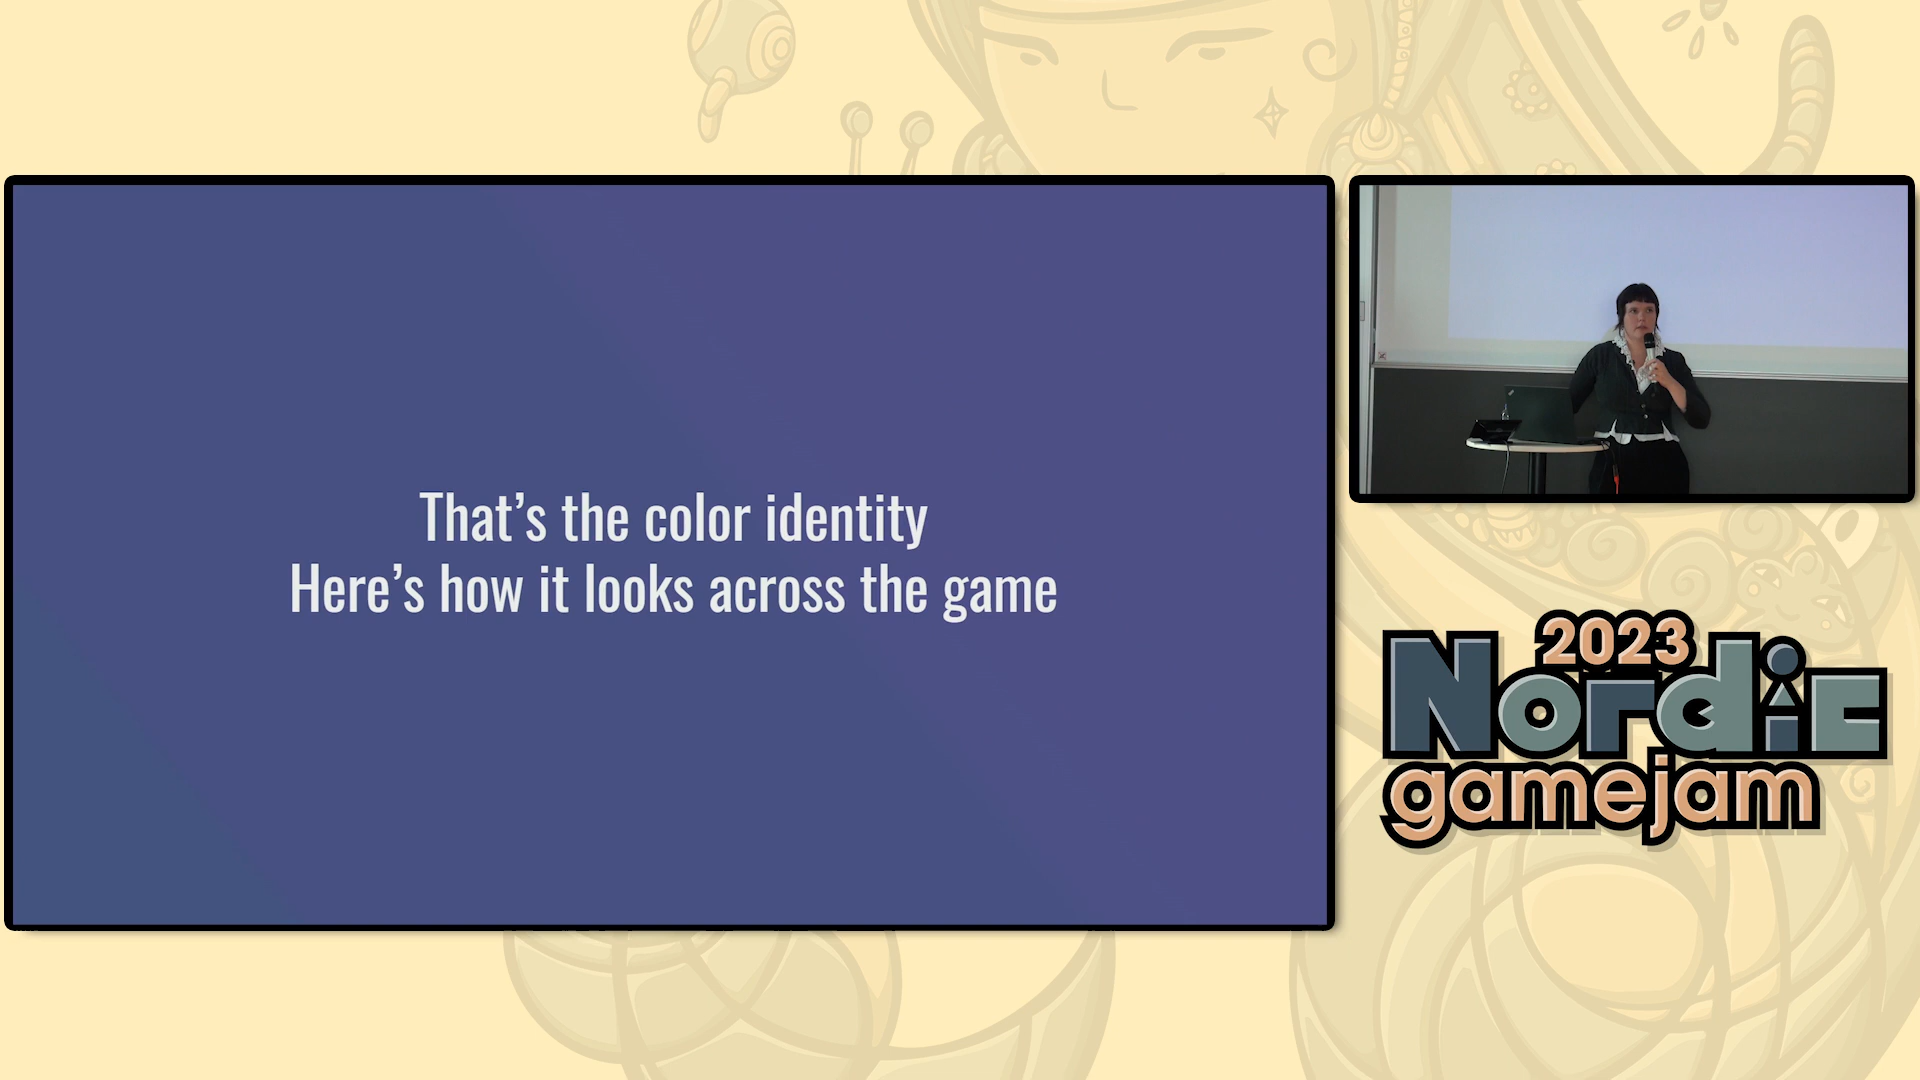 That’s the color identity
Here’s how it looks across the game
2023
Nordic
gamejam